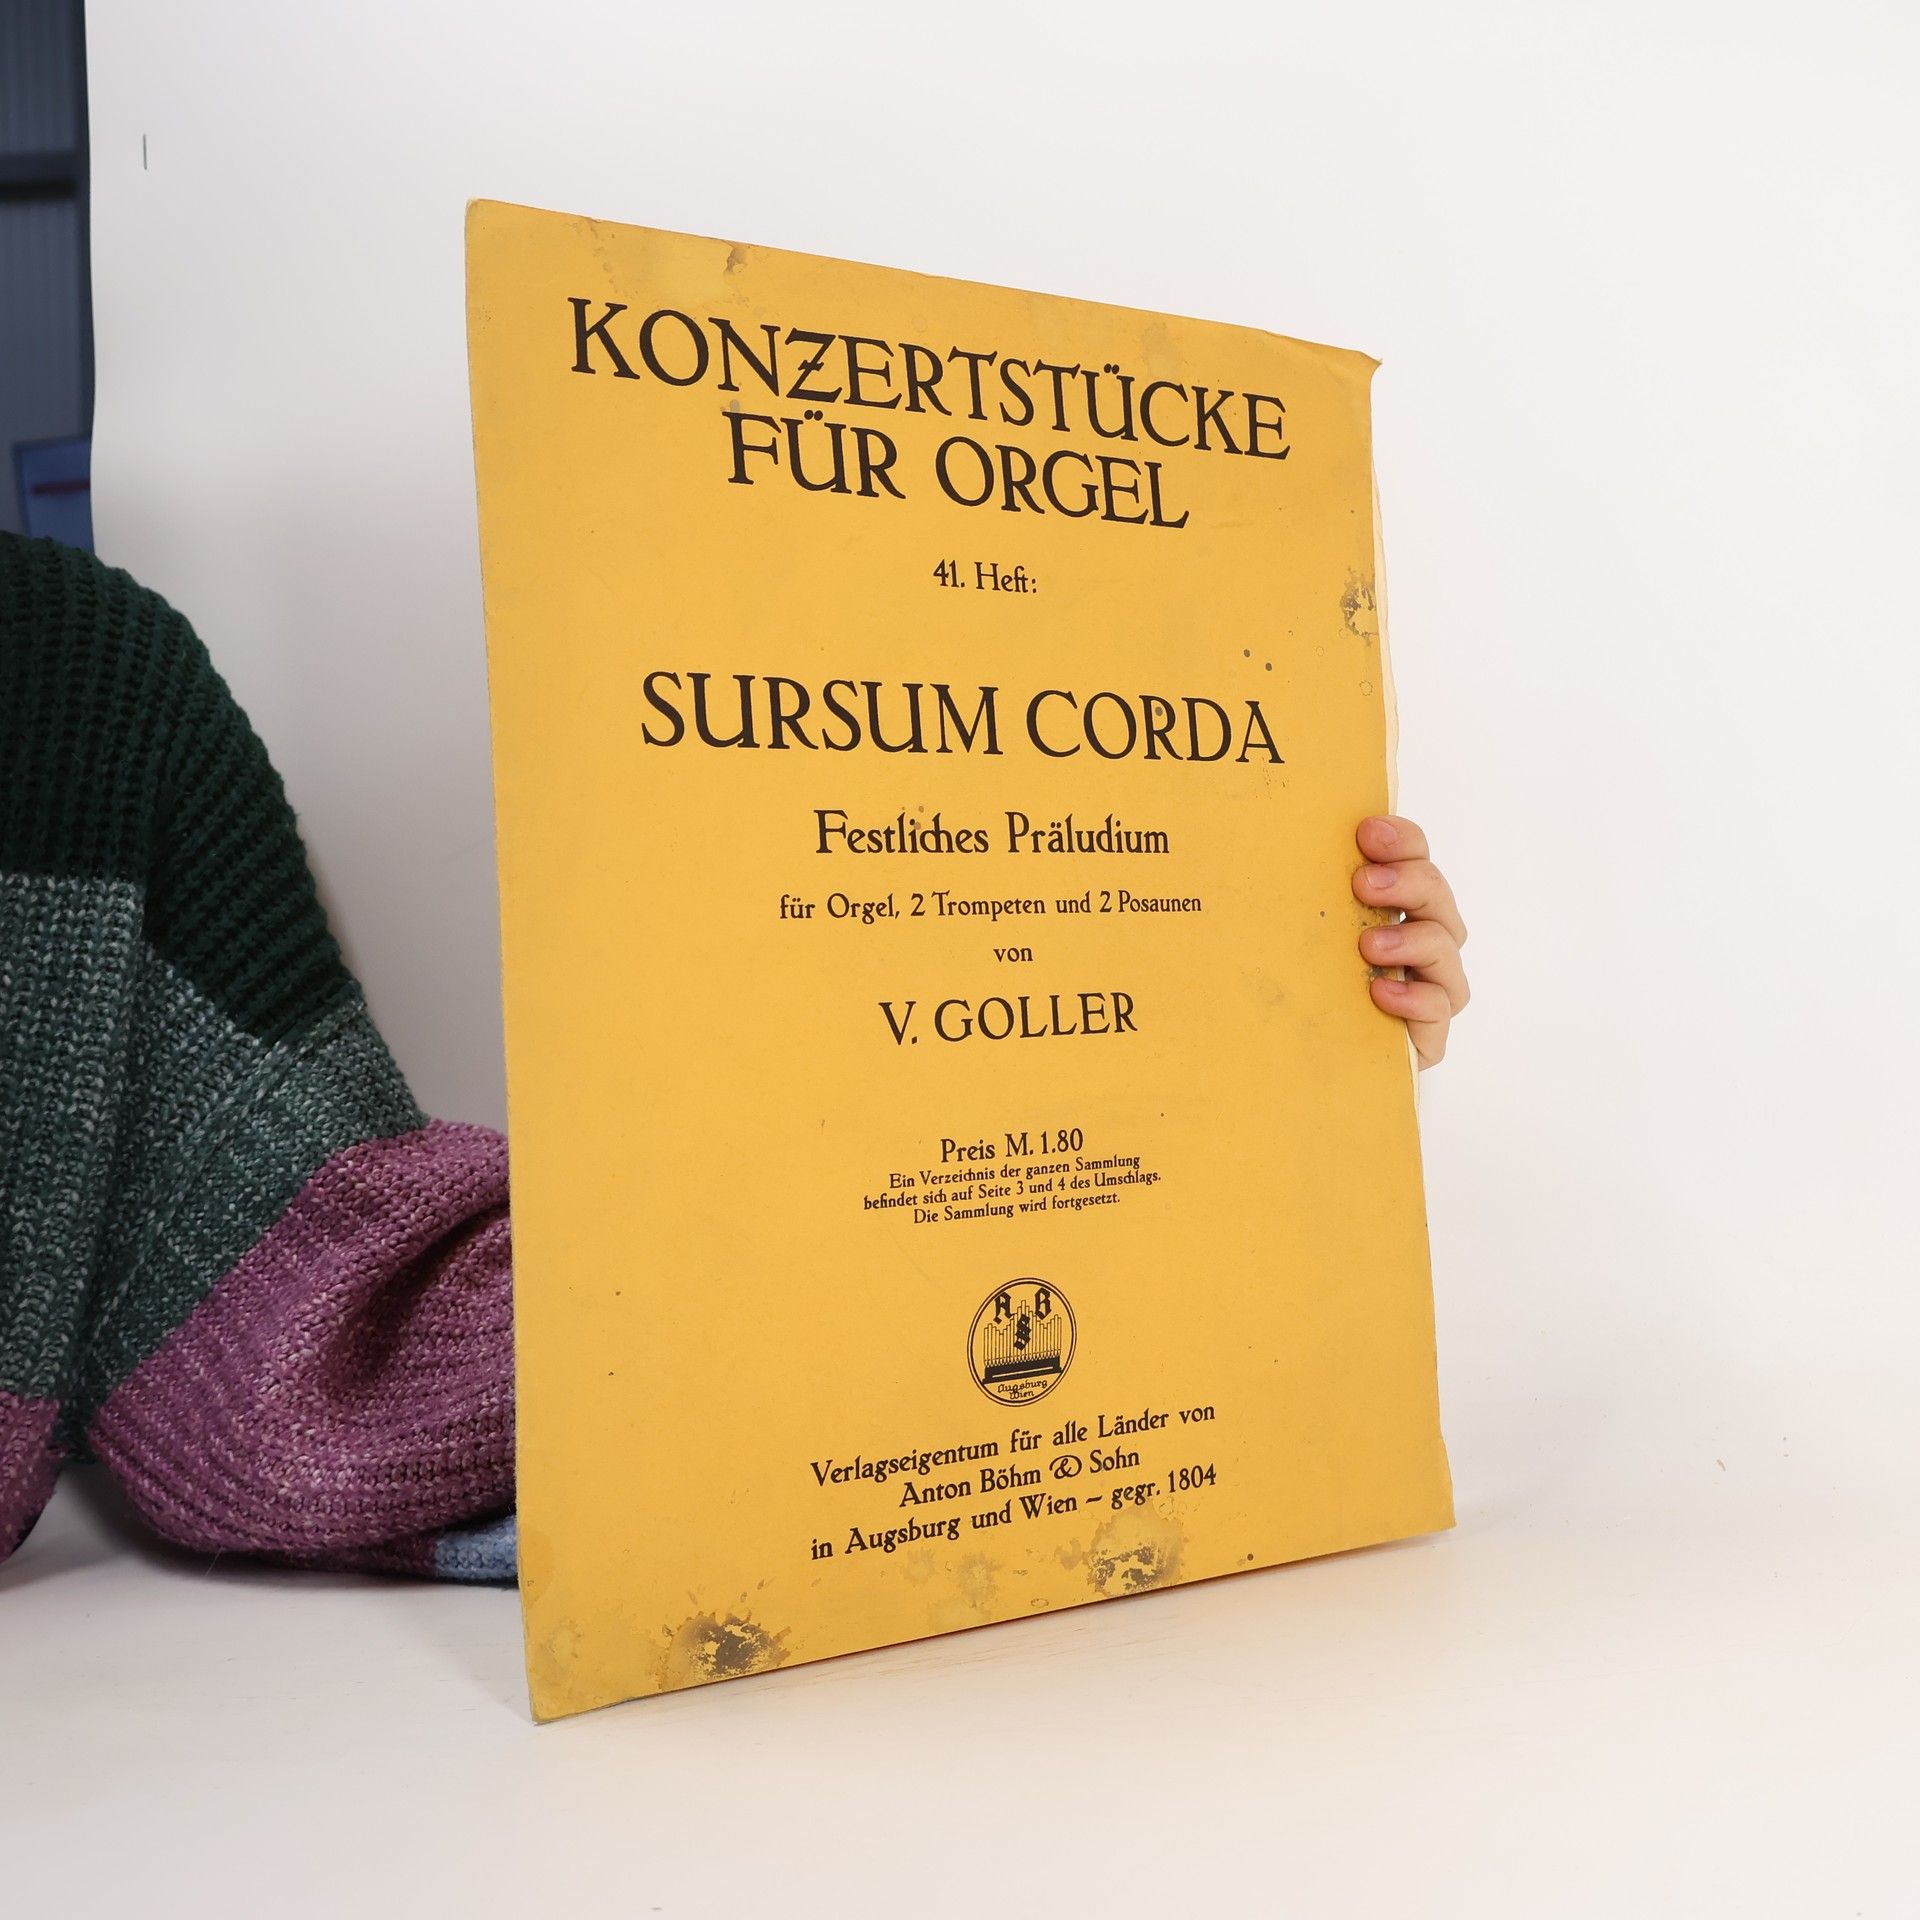 KONZERTSTÜCKE
FÜR ORGEL
41. Heft:
SURSUM CORDA
Festliches Präludium
für Orgel, 2 Trompeten und 2 Posaunen
von
V. GOLLER
Preis M. 1.80
Ein Verzeichnis der ganzen Sammlung
befindet sich auf Seite 3 und 4 des Umschlags.
Die Sammlung wird fortgesetzt.
A & B
Augsburg
Wien
Verlagseigentum für alle Länder von
Anton Böhm & Sohn
in Augsburg und Wien – gegr. 1804